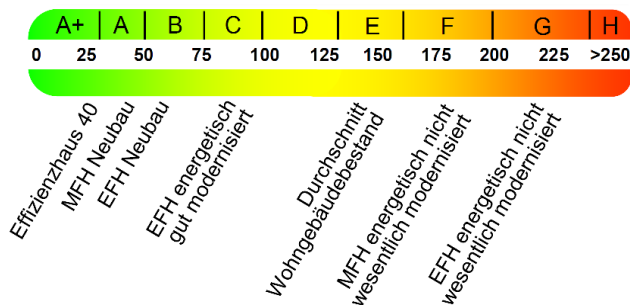 A+ A B C D E F G H
0 25 50 75 100 125 150 175 200 225 >250
Effizienzhaus 40
MFH Neubau
EFH Neubau
EFH energetisch
gut modernisiert
Durchschnitt
Wohngebäudebestand
MFH energetisch nicht
wesentlich modernisiert
EFH energetisch nicht
wesentlich modernisiert